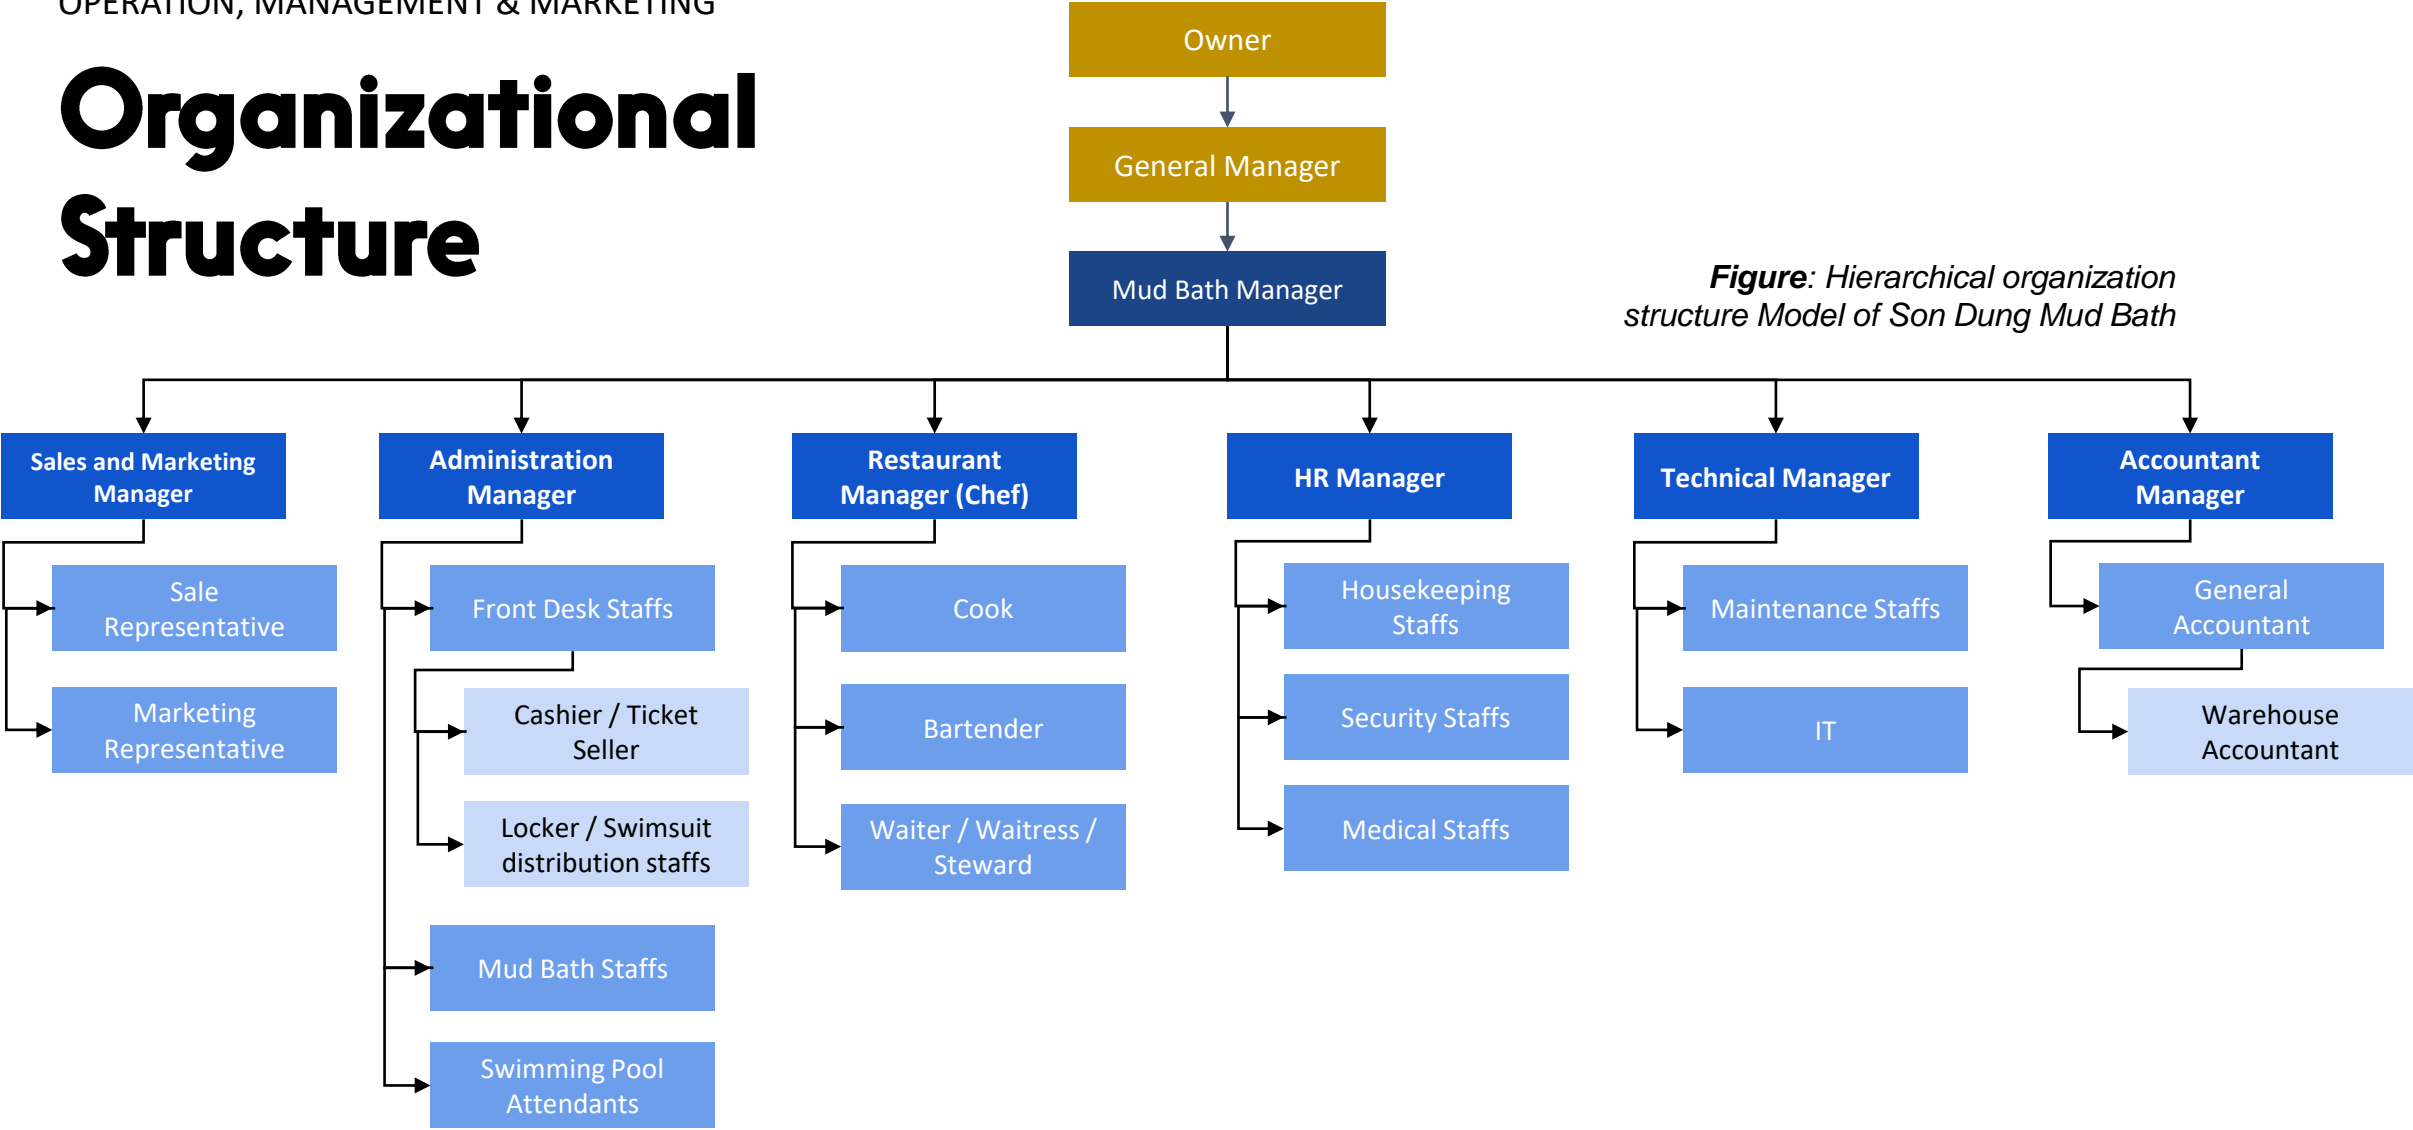 OPERATION, MANAGEMENT & MARKETING
Organizational
Structure
Owner
General Manager
Mud Bath Manager
Figure: Hierarchical organization
structure Model of Son Dung Mud Bath
Sales and Marketing
Manager
Sale
Representative
Marketing
Representative
Administration
Manager
Front Desk Staffs
Cashier / Ticket
Seller
Locker / Swimsuit
distribution staffs
Mud Bath Staffs
Swimming Pool
Attendants
Restaurant
Manager (Chef)
Cook
Bartender
Waiter / Waitress /
Steward
HR Manager
Housekeeping
Staffs
Security Staffs
Medical Staffs
Technical Manager
Maintenance Staffs
IT
Accountant
Manager
General
Accountant
Warehouse
Accountant